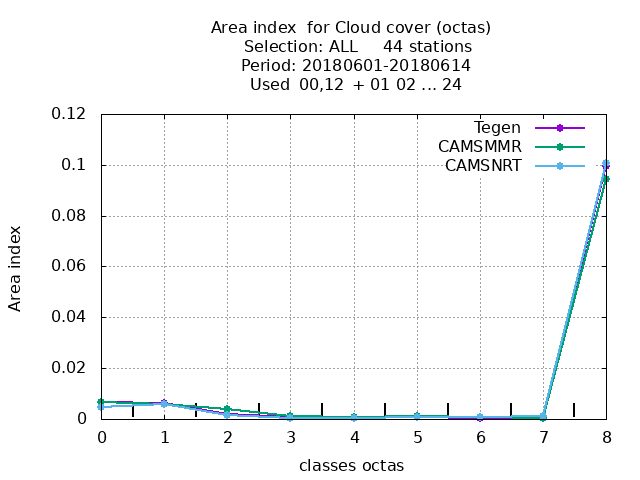 Area index  for Cloud cover (octas)
Selection: ALL     44 stations
Period: 20180601-20180614
Used  00,12  + 01 02 ... 24
Tegen
CAMSMMR
CAMSNRT
0.12
0.1
0.08
0.06
0.04
0.02
0
Area index
0 1 2 3 4 5 6 7 8
classes octas